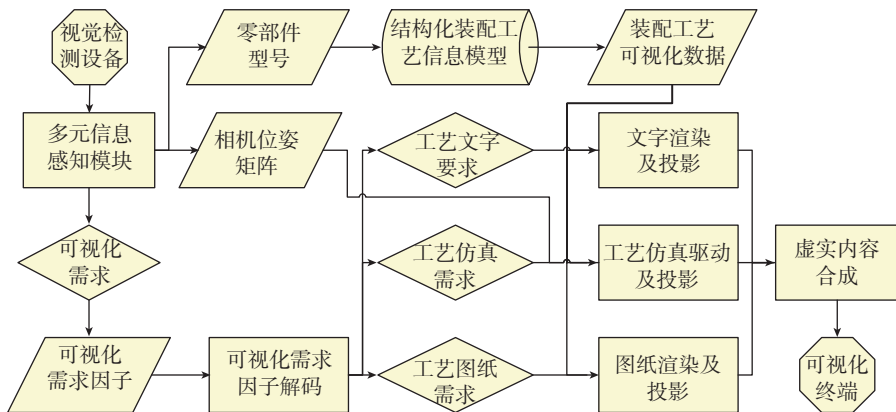 视觉检
测设备
零部件
型号
结构化装配工
艺信息模型
装配工艺
可视化数据
多元信息
感知模块
相机位姿
矩阵
工艺文字
要求
文字渲染
及投影
可视化
需求
工艺仿真
需求
工艺仿真驱动
及投影
虚实内容
合成
可视化
需求因子
可视化需求
因子解码
工艺图纸
需求
图纸渲染及
投影
可视化
终端